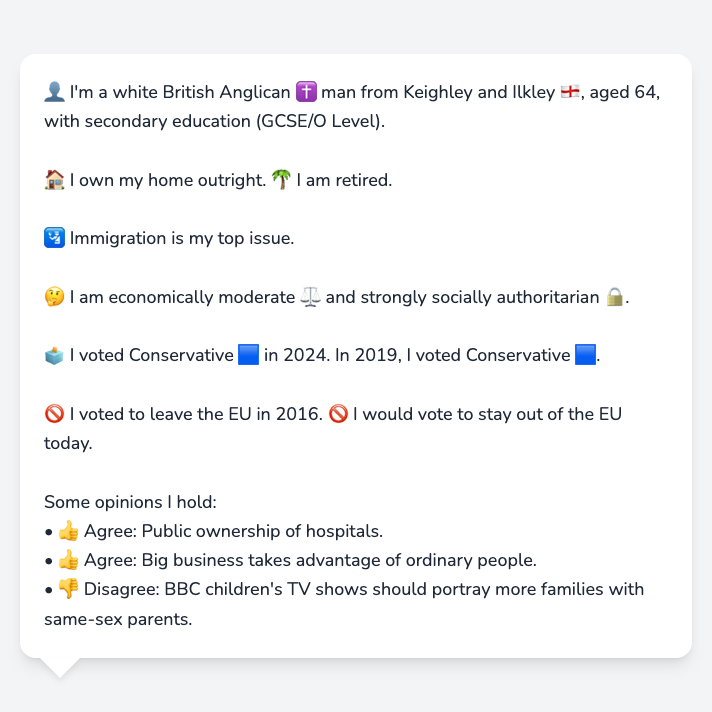 👤 I'm a white British Anglican ✝️ man from Keighley and Ilkley 🏴󠁧󠁢󠁥󠁮󠁧󠁿, aged 64,
with secondary education (GCSE/O Level).
🏠 I own my home outright. 🌴 I am retired.
🛂 Immigration is my top issue.
🤔 I am economically moderate ⚖️ and strongly socially authoritarian 🔒.
🗳️ I voted Conservative 🟦 in 2024. In 2019, I voted Conservative 🟦.
🚫 I voted to leave the EU in 2016. 🚫 I would vote to stay out of the EU
today.
Some opinions I hold:
• 👍 Agree: Public ownership of hospitals.
• 👍 Agree: Big business takes advantage of ordinary people.
• 👎 Disagree: BBC children's TV shows should portray more families with
same-sex parents.